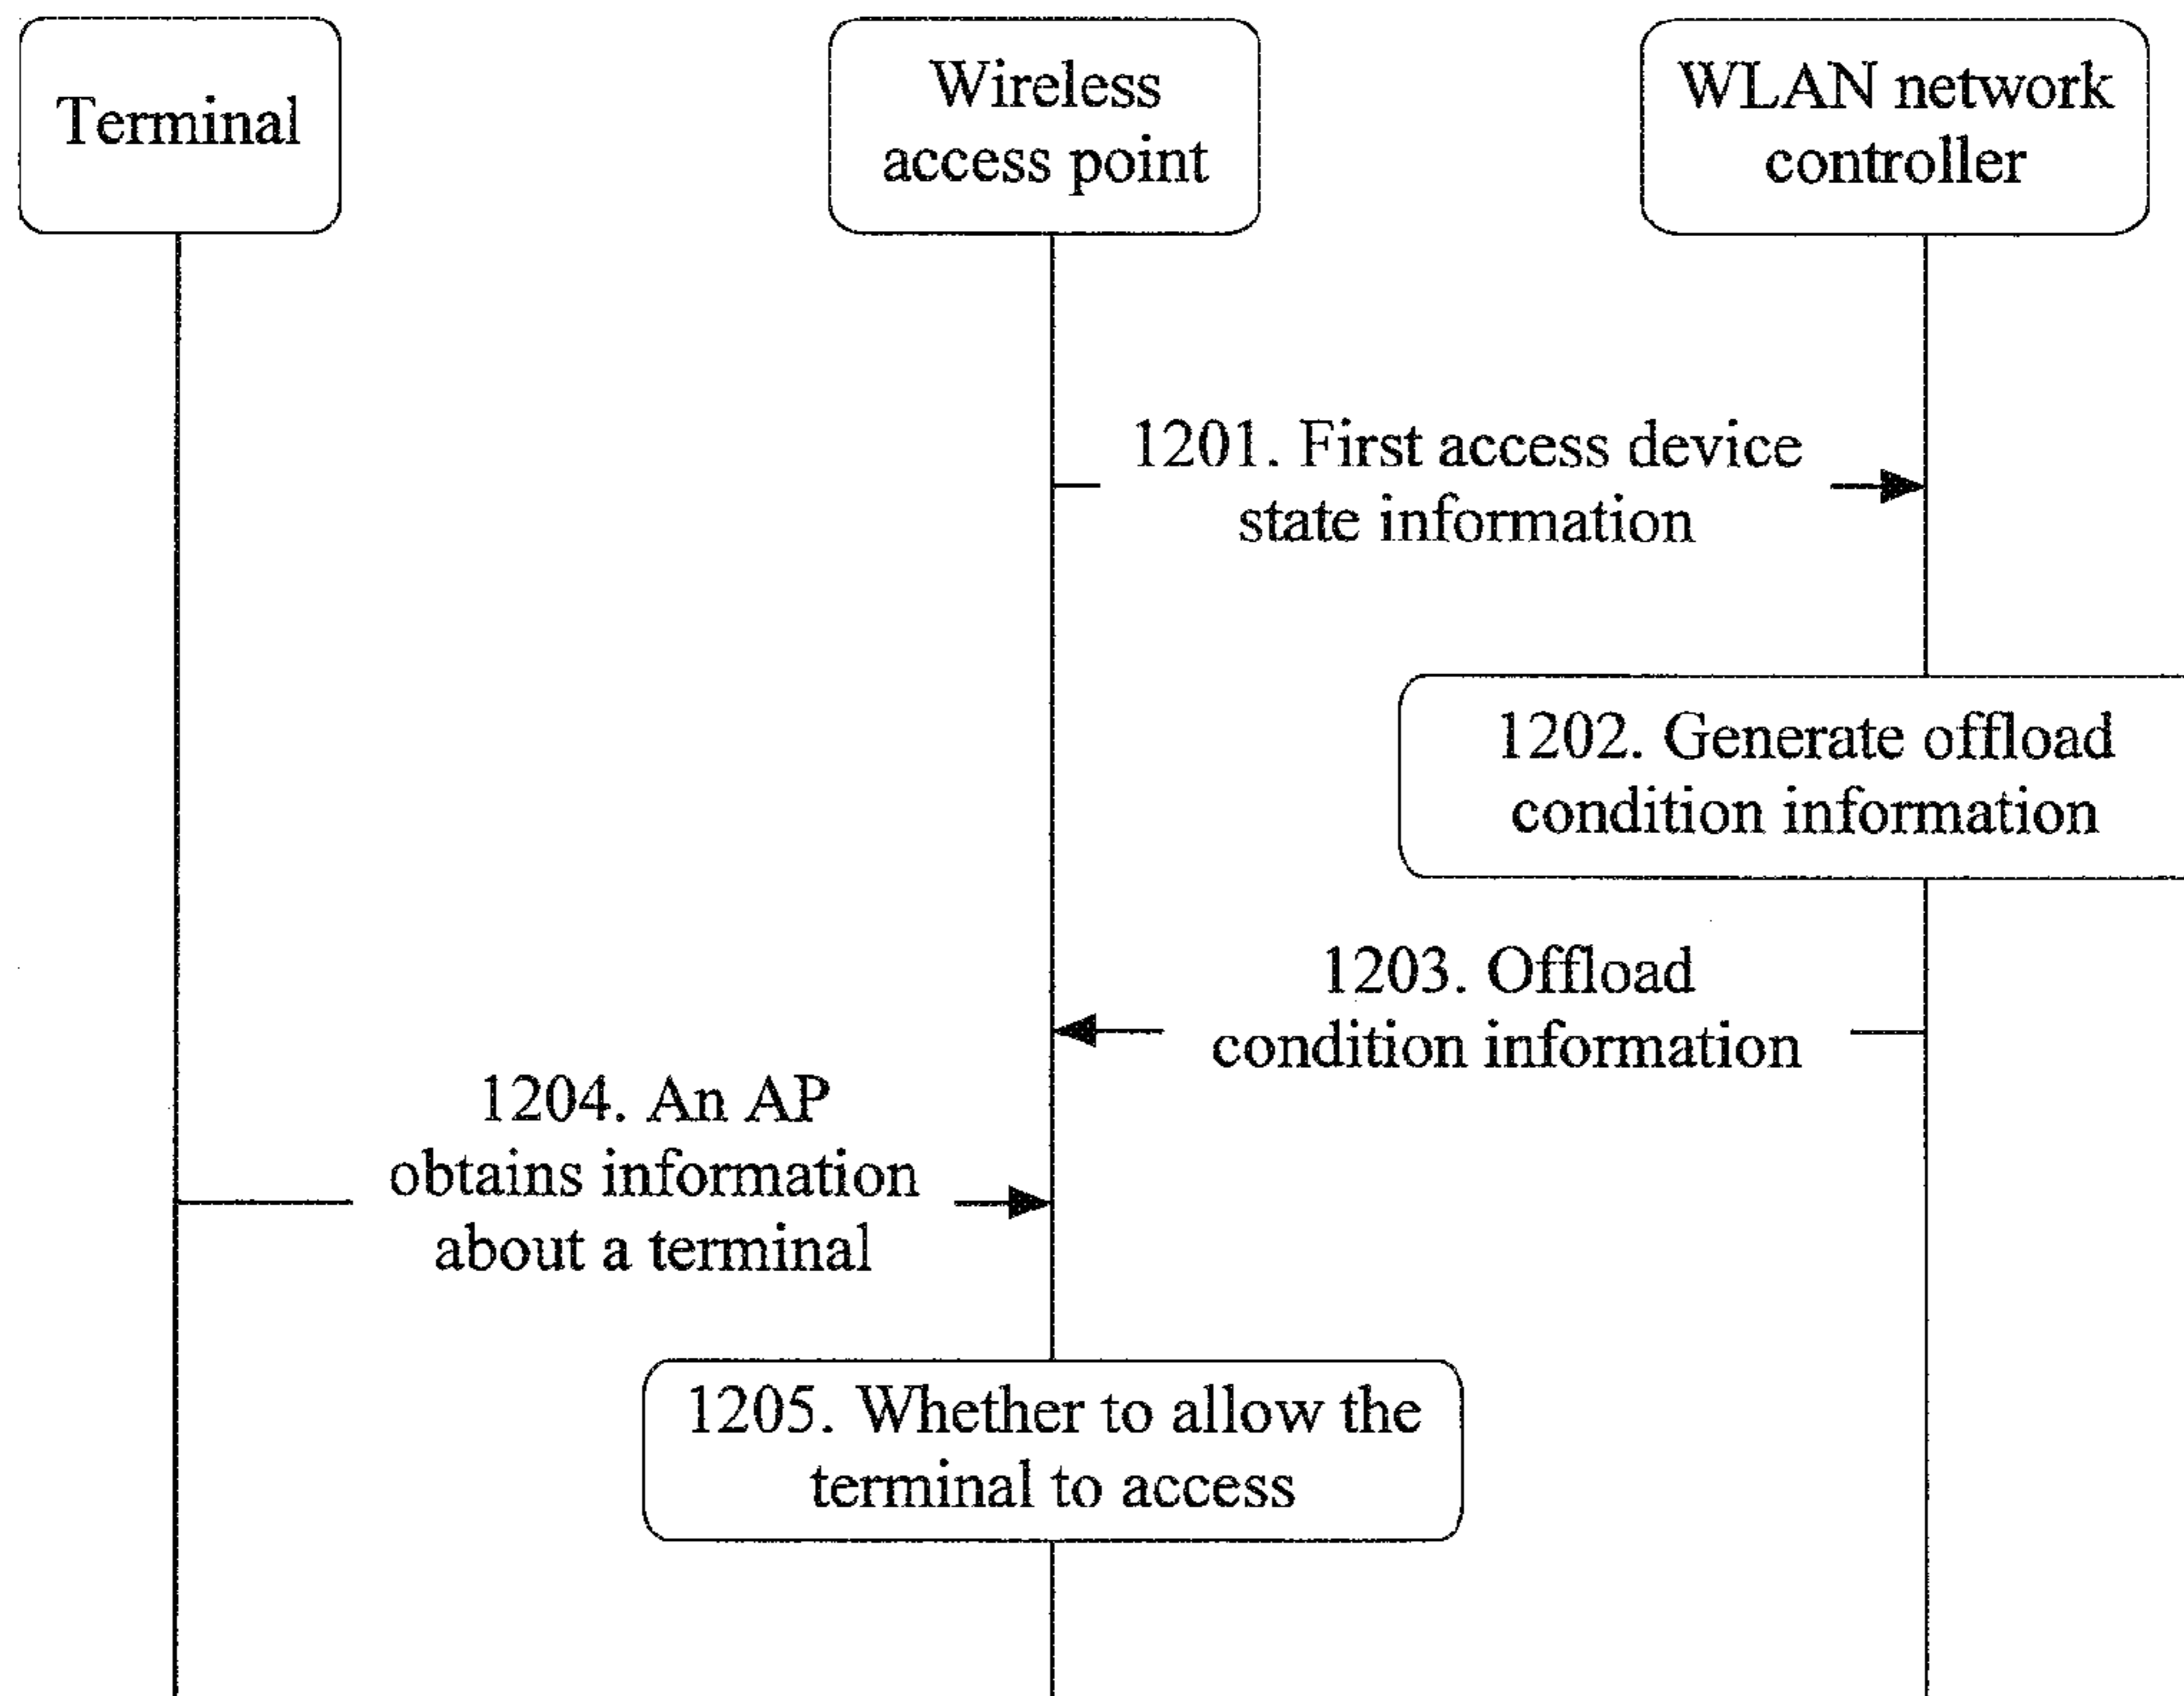 Terminal
Wireless
access point
WLAN network
controller
1201. First access device
state information
1202. Generate offload
condition information
1203. Offload
condition information
1204. An AP
obtains information
about a terminal
1205. Whether to allow the
terminal to access